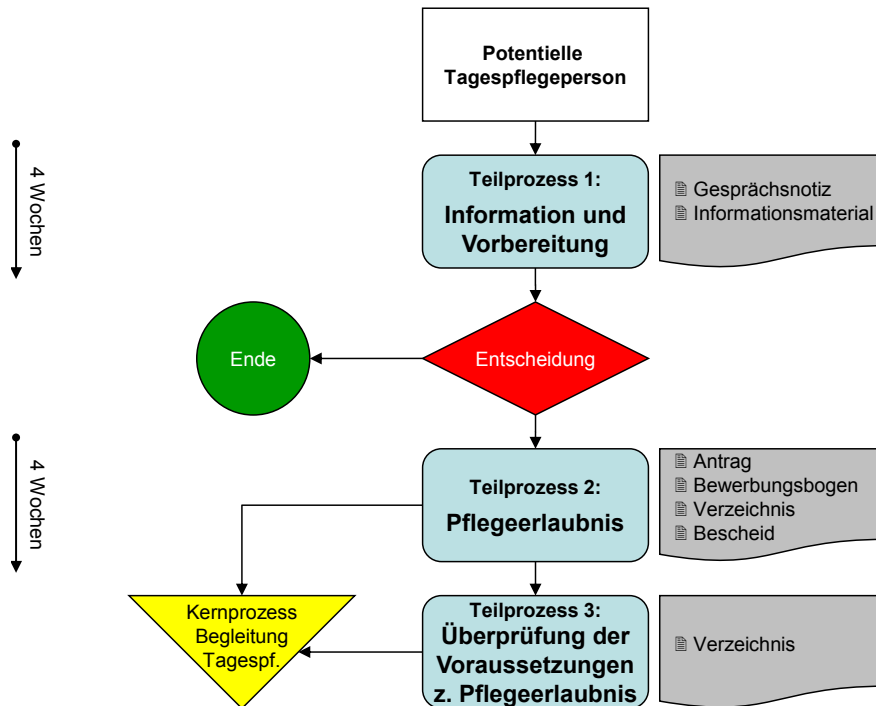 Potentielle
Tagespflegeperson
4 Wochen
Teilprozess 1:
Information und
Vorbereitung
Gesprächsnotiz
Informationsmaterial
Ende
Entscheidung
4 Wochen
Teilprozess 2:
Pflegeerlaubnis
Antrag
Bewerbungsbogen
Verzeichnis
Bescheid
Kernprozess
Begleitung
Tagespf.
Teilprozess 3:
Überprüfung der
Voraussetzungen
z. Pflegeerlaubnis
Verzeichnis